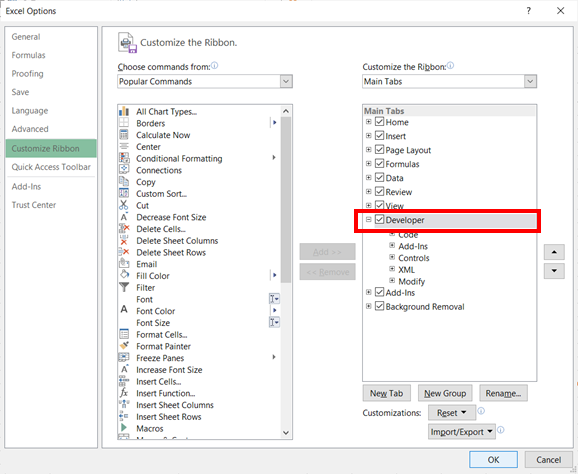 Excel Options
General
Formulas
Proofing
Save
Language
Advanced
Customize Ribbon
Quick Access Toolbar
Add-Ins
Trust Center
Customize the Ribbon.
Choose commands from:
Popular Commands
All Chart Types...
Borders
Calculate Now
Center
Conditional Formatting
Connections
Copy
Custom Sort...
Cut
Decrease Font Size
Delete Cells...
Delete Sheet Columns
Delete Sheet Rows
Email
Fill Color
Filter
Font
Font Color
Font Size
Format Cells...
Format Painter
Freeze Panes
Increase Font Size
Insert Cells...
Insert Function...
Insert Sheet Columns
Insert Sheet Rows
Macros
Add >>
<< Remove
Customize the Ribbon:
Main Tabs
Main Tabs
Home
Insert
Page Layout
Formulas
Data
Review
View
Developer
Code
Add-Ins
Controls
XML
Modify
Add-Ins
Background Removal
New Tab
New Group
Rename...
Customizations:
Reset
Import/Export
OK
Cancel